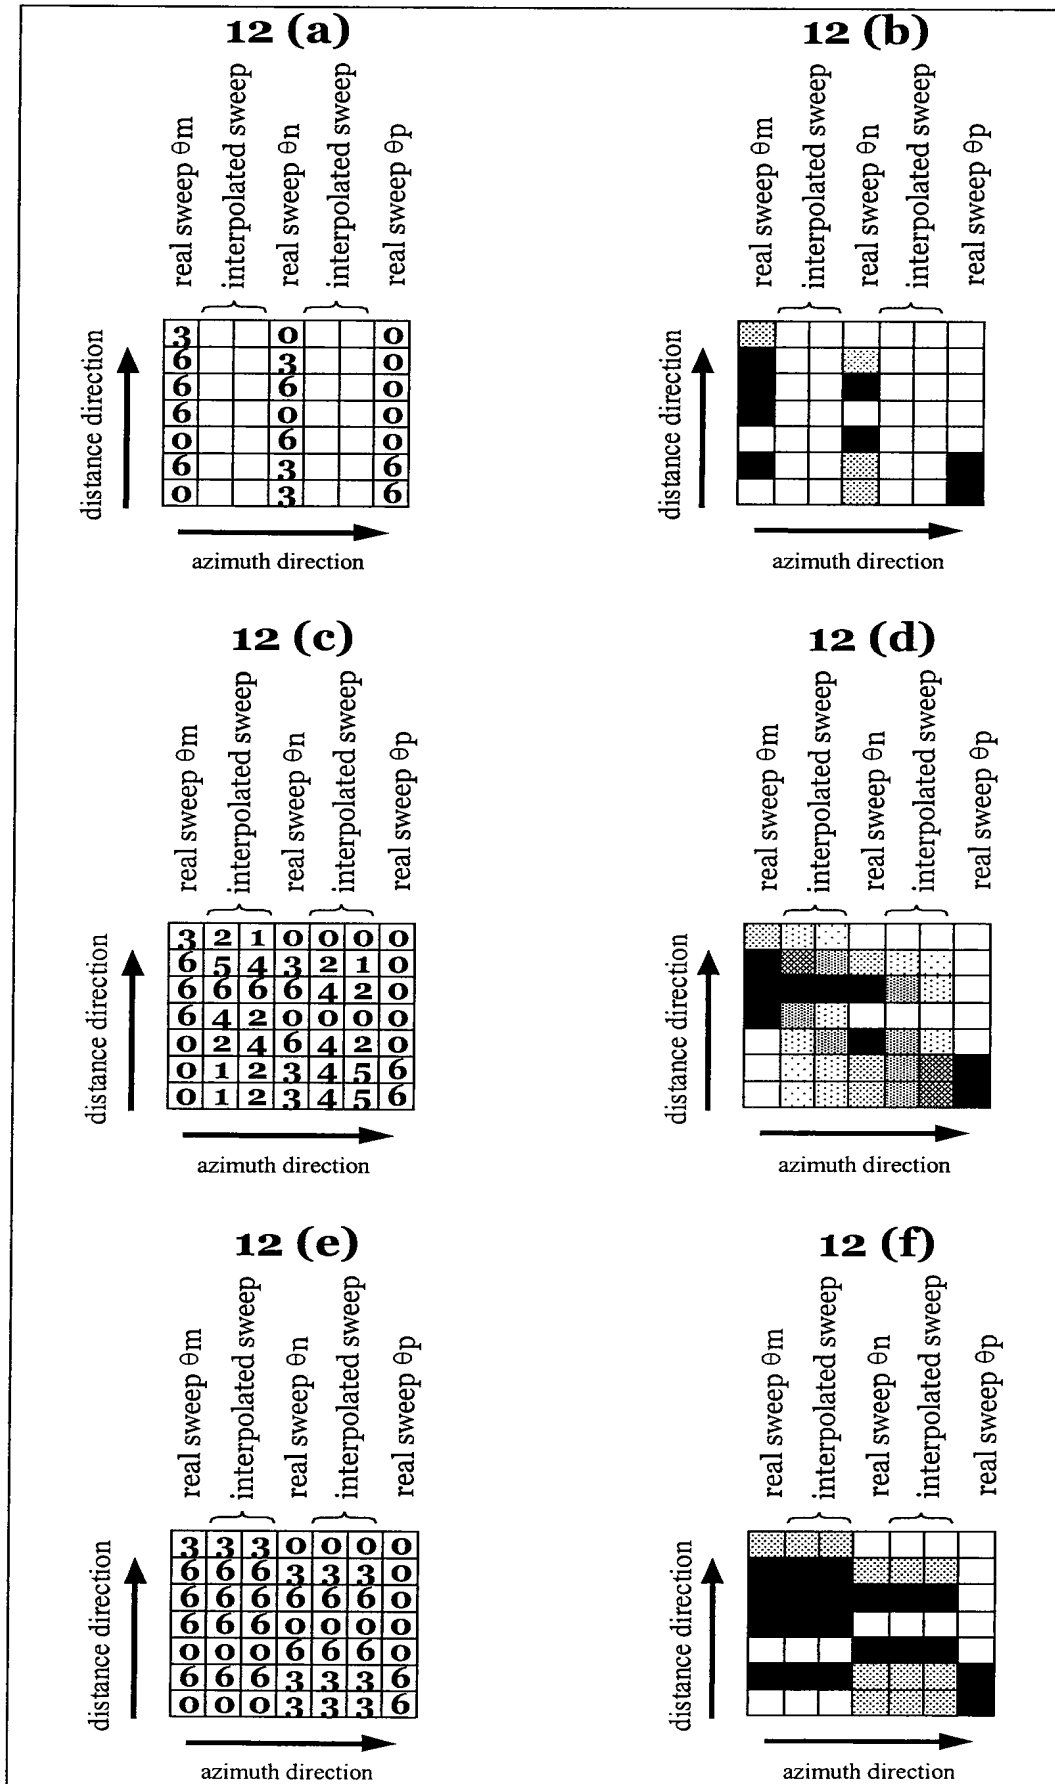 12 (a)
real sweep θm
interpolated sweep
real sweep θn
interpolated sweep
real sweep θp
distance direction
3 0 0
6 3 0
6 6 0
6 0 0
0 6 0
6 3 6
0 3 6
azimuth direction
12 (b)
real sweep θm
interpolated sweep
real sweep θn
interpolated sweep
real sweep θp
distance direction
azimuth direction
12 (c)
real sweep θm
interpolated sweep
real sweep θn
interpolated sweep
real sweep θp
distance direction
3 2 1 0 0 0 0
6 5 4 3 2 1 0
6 6 6 6 4 2 0
6 4 2 0 0 0 0
0 2 4 6 4 2 0
0 1 2 3 4 5 6
0 1 2 3 4 5 6
azimuth direction
12 (d)
real sweep θm
interpolated sweep
real sweep θn
interpolated sweep
real sweep θp
distance direction
azimuth direction
12 (e)
real sweep θm
interpolated sweep
real sweep θn
interpolated sweep
real sweep θp
distance direction
3 3 3 0 0 0 0
6 6 6 3 3 3 0
6 6 6 6 6 6 0
6 6 6 0 0 0 0
0 0 0 6 6 6 0
6 6 6 3 3 3 6
0 0 0 3 3 3 6
azimuth direction
12 (f)
real sweep θm
interpolated sweep
real sweep θn
interpolated sweep
real sweep θp
distance direction
azimuth direction